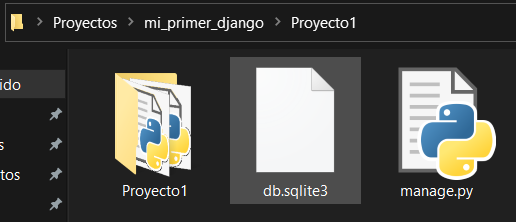 Proyectos > mi_primer_django > Proyecto1
ido
s
tos
Proyecto1
db.sqlite3
manage.py